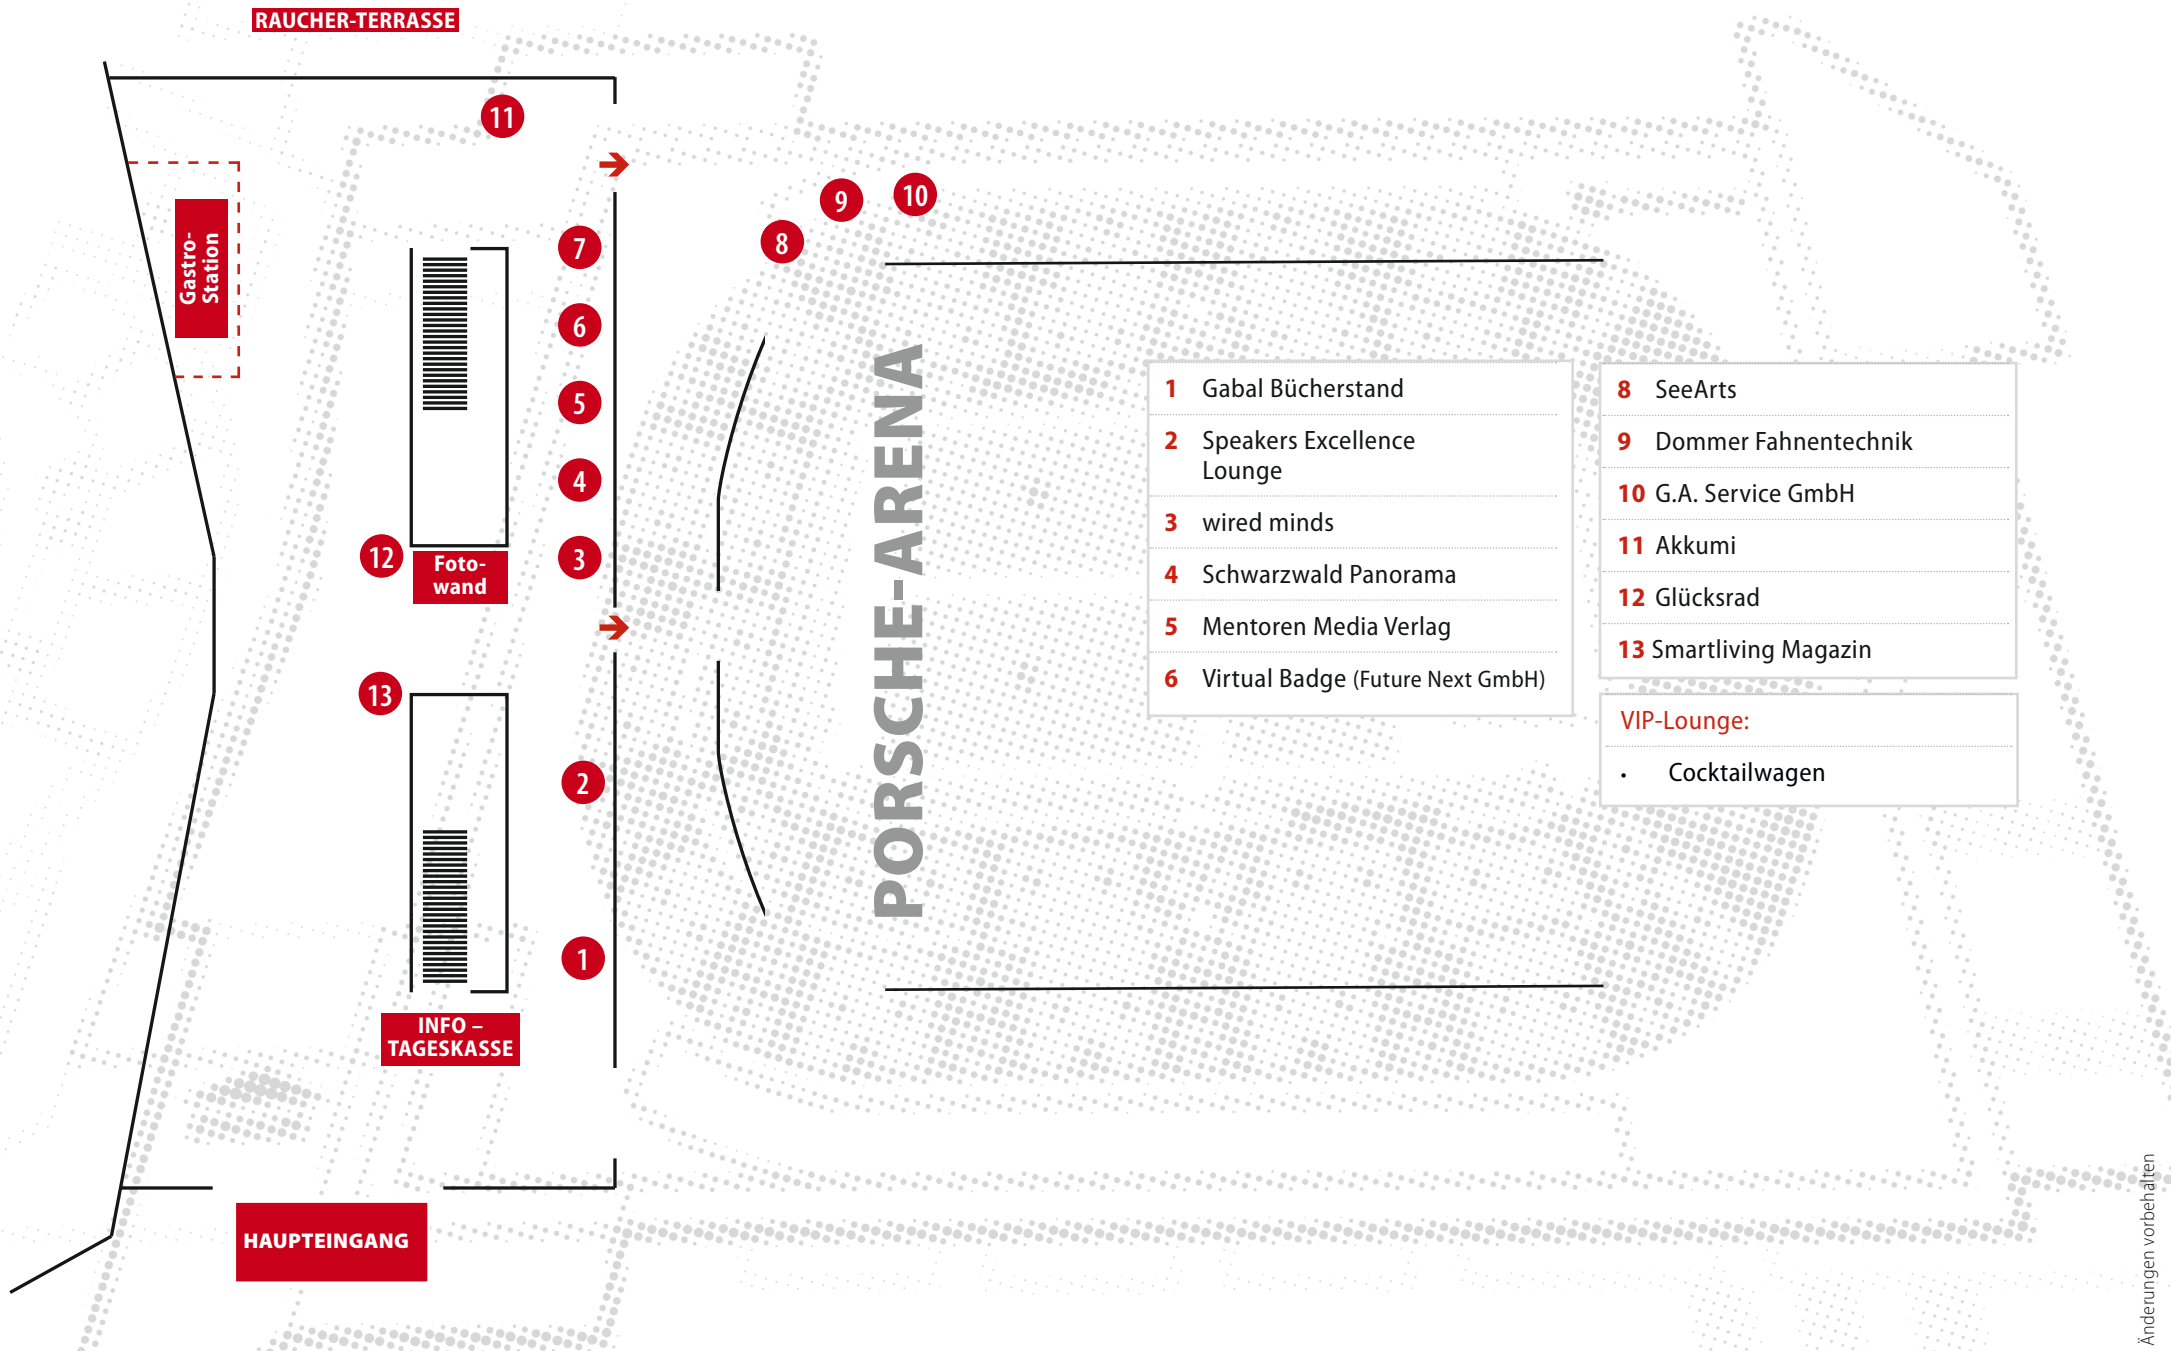 RAUCHER-TERRASSE
11
9
10
8
7
Gastro-
Station
6
5
4
12
Foto-
wand
3
13
2
1
INFO –
TAGESKASSE
HAUPTEINGANG
PORSCHE-ARENA
1 Gabal Bücherstand
2 Speakers Excellence
Lounge
3 wired minds
4 Schwarzwald Panorama
5 Mentoren Media Verlag
6 Virtual Badge (Future Next GmbH)
8 SeeArts
9 Dommer Fahnentechnik
10 G.A. Service GmbH
11 Akkumi
12 Glücksrad
13 Smartliving Magazin
VIP-Lounge:
• Cocktailwagen
Änderungen vorbehalten